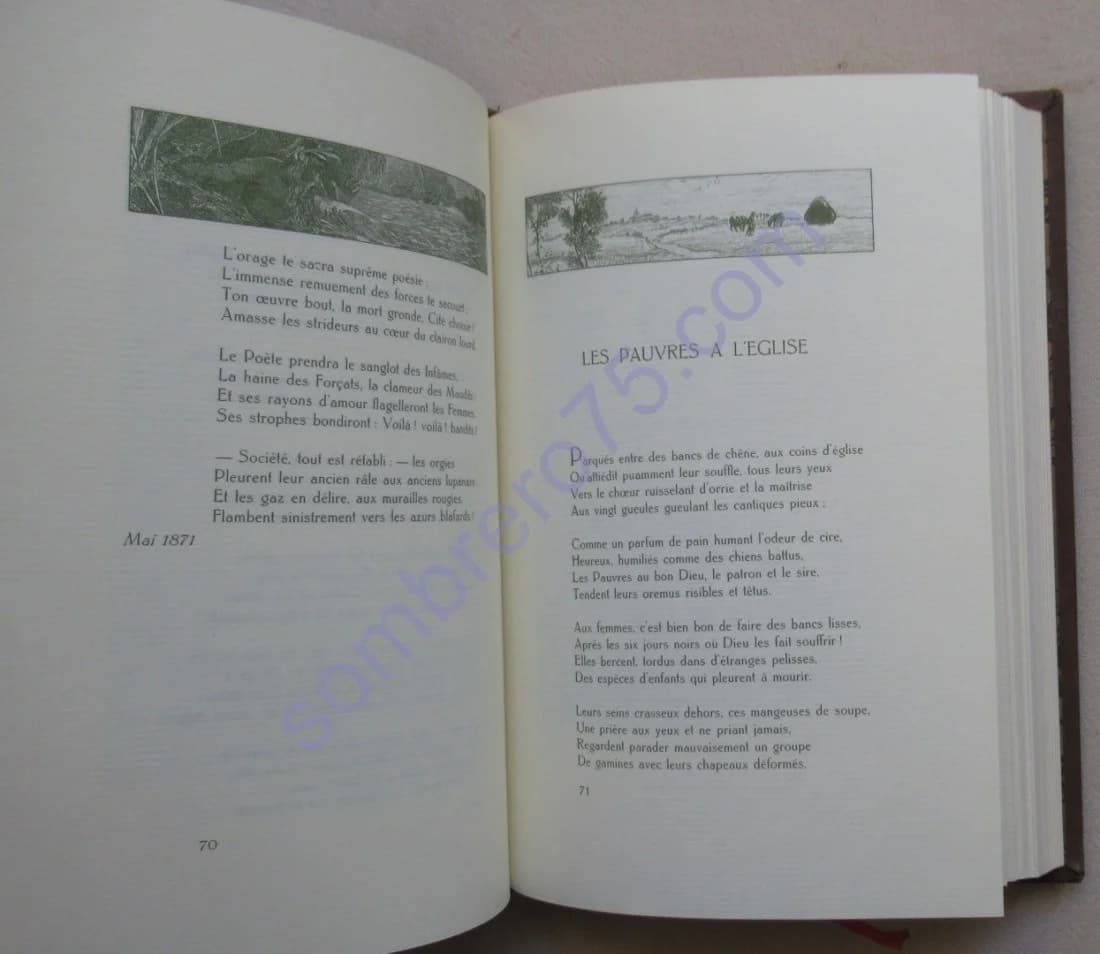 L'orage te sacra suprême poésie ;
L'immense remuement des forces te secourt ;
Ton œuvre bout, la mort gronde, Cité choisie !
Amasse les strideurs au cœur du clairon lourd.
Le Poète prendra le sanglot des Infâmes,
La haine des Forçats, la clameur des Maudits
Et ses rayons d'amour flagelleront les Femmes.
Ses strophes bondiront : Voilà ! voilà ! bandits !
— Société, tout est rétabli : — les orgies
Pleurent leur ancien râle aux anciens lupanars
Et les gaz en délire, aux murailles rougies,
Flambent sinistrement vers les azurs blafards !
Mai 1871
70
LES PAUVRES A L'EGLISE
Parqués entre des bancs de chêne, aux coins d'église
Qu'attiédit puamment leur souffle, tous leurs yeux
Vers le chœur ruisselant d'orrie et la maîtrise
Aux vingt gueules gueulant les cantiques pieux ;
Comme un parfum de pain humant l'odeur de cire,
Heureux, humiliés comme des chiens battus,
Les Pauvres au bon Dieu, le patron et le sire,
Tendent leurs oremus risibles et têtus.
Aux femmes, c'est bien bon de faire des bancs lisses,
Après les six jours noirs où Dieu les fait souffrir !
Elles bercent, tordus dans d'étranges pelisses,
Des espèces d'enfants qui pleurent à mourir.
Leurs seins crasseux dehors, ces mangeuses de soupe,
Une prière aux yeux et ne priant jamais,
Regardent parader mauvaisement un groupe
De gamines avec leurs chapeaux déformés.
71
sombrero75.com